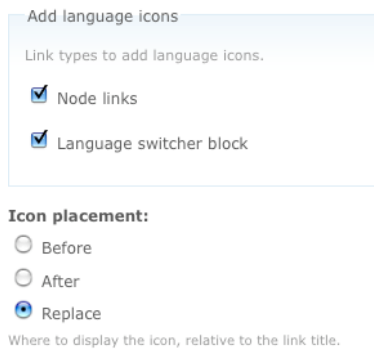 Add language icons
Link types to add language icons.
Node links
Language switcher block
Icon placement:
Before
After
Replace
Where to display the icon, relative to the link title.